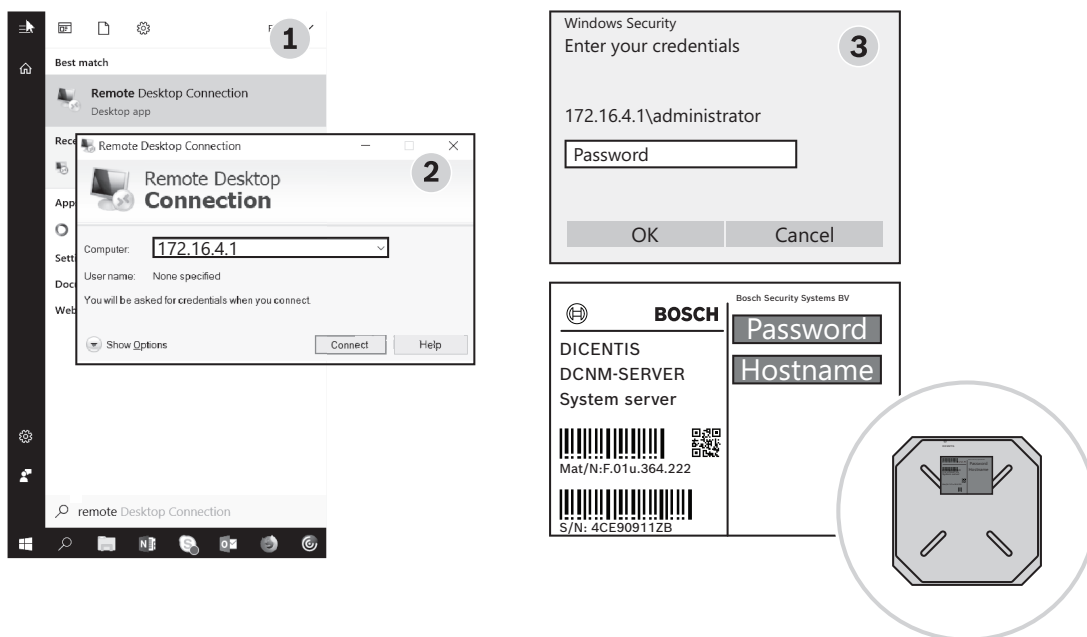 1
Best match
Remote Desktop Connection
Desktop app
Rece
App
Setti
Doc
Web
remote Desktop Connection
Remote Desktop Connection
2
Remote Desktop
Connection
Computer:
172.16.4.1
User name: None specified
You will be asked for credentials when you connect.
Show Options
Connect
Help
Windows Security
Enter your credentials
3
172.16.4.1\administrator
Password
OK
Cancel
BOSCH
DICENTIS
DCNM-SERVER
System server
Mat/N:F.01u.364.222
S/N: 4CE90911ZB
Bosch Security Systems BV
Password
Hostname